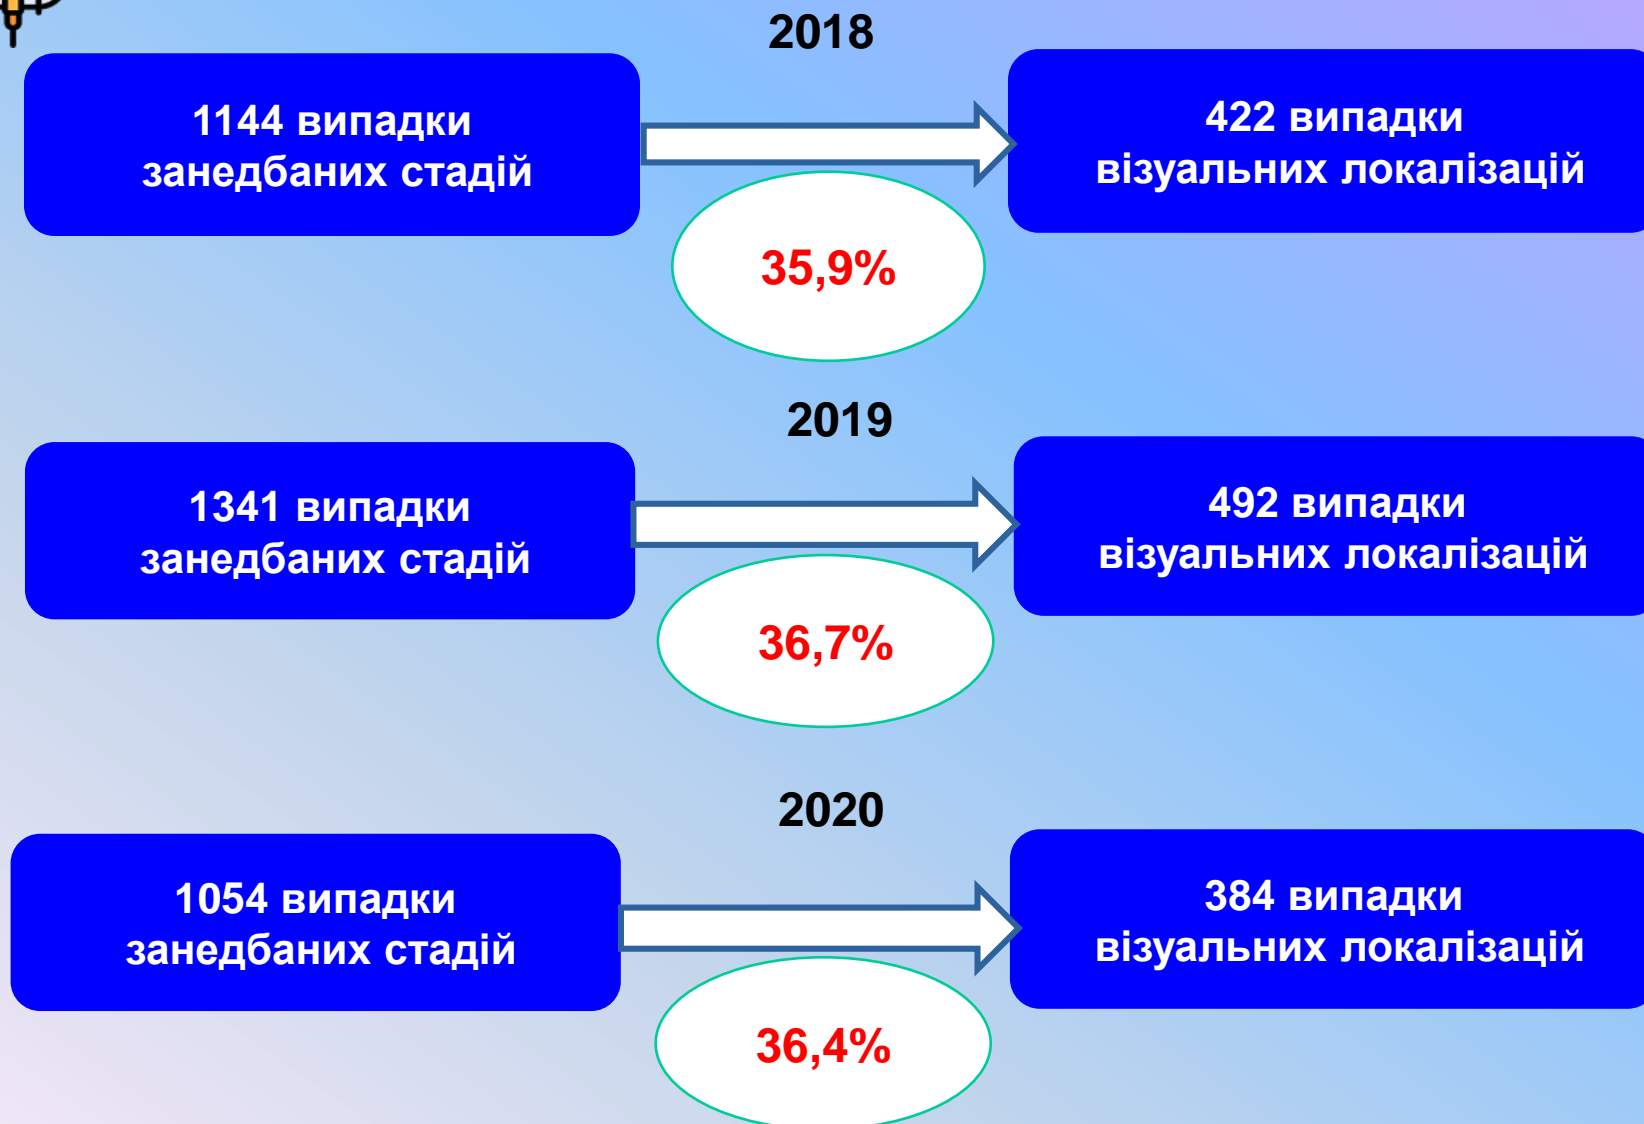 2018
1144 випадки
занедбаних стадій
422 випадки
візуальних локалізацій
35,9%
2019
1341 випадки
занедбаних стадій
492 випадки
візуальних локалізацій
36,7%
2020
1054 випадки
занедбаних стадій
384 випадки
візуальних локалізацій
36,4%